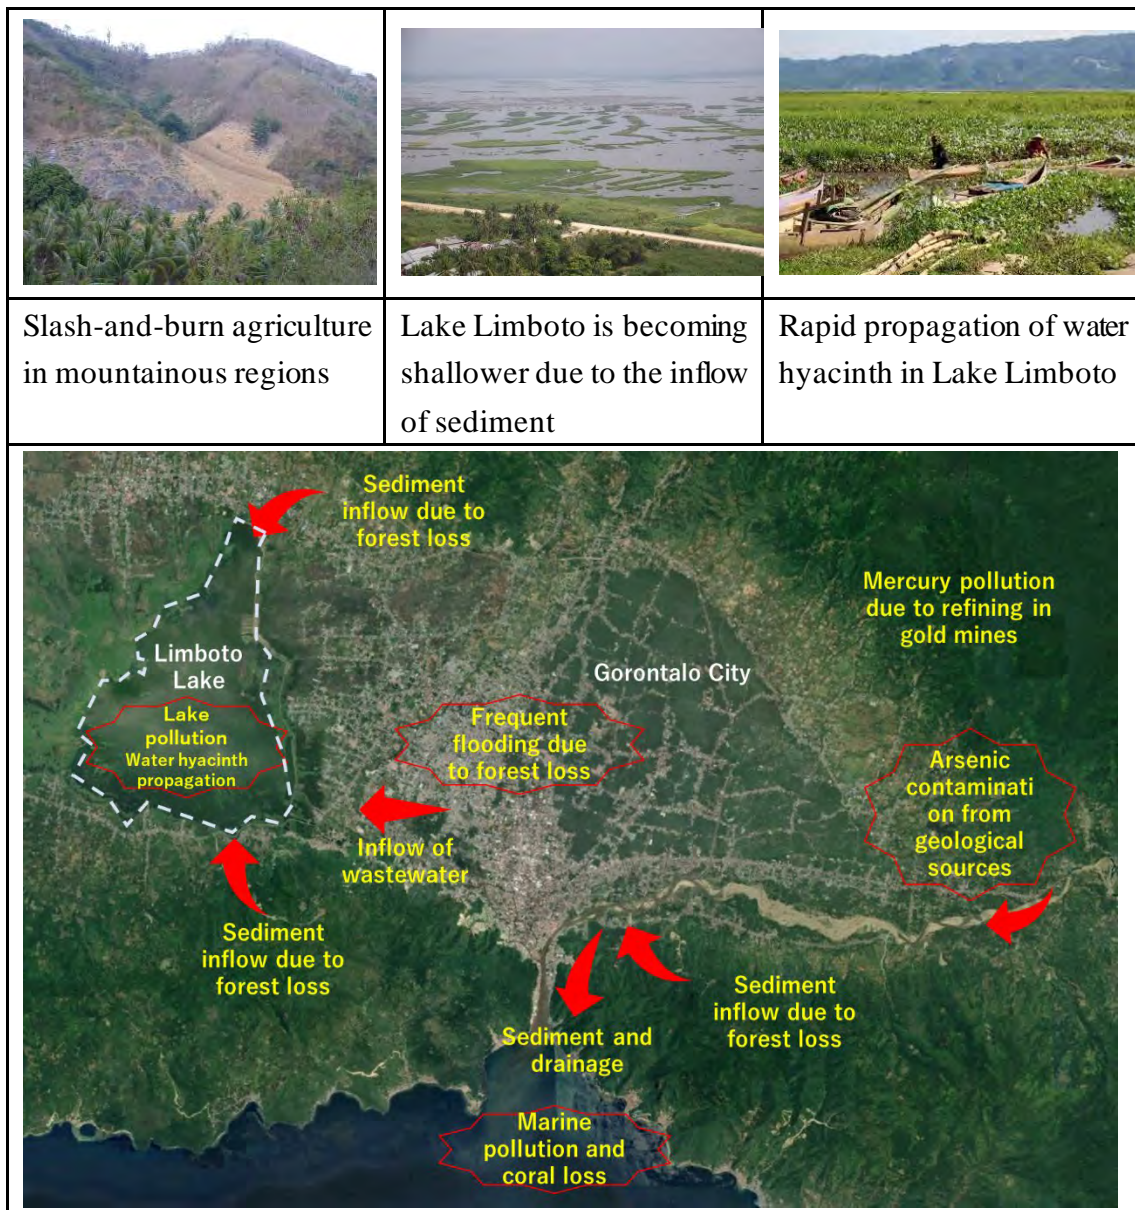 Slash-and-burn agriculture
in mountainous regions
Lake Limboto is becoming
shallower due to the inflow
of sediment
Rapid propagation of water
hyacinth in Lake Limboto
Sediment
inflow due to
forest loss
Mercury pollution
due to refining in
gold mines
Limboto
Lake
Gorontalo City
Lake
pollution
Water hyacinth
propagation
Frequent
flooding due
to forest loss
Arsenic
contaminati
on from
geological
sources
Inflow of
wastewater
Sediment
inflow due to
forest loss
Sediment
inflow due to
forest loss
Sediment and
drainage
Marine
pollution and
coral loss